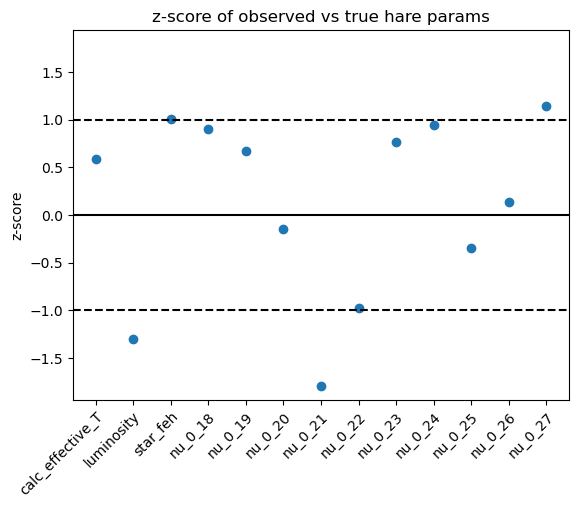 z-score of observed vs true hare params
z-score
1.5
1.0
0.5
0.0
−0.5
−1.0
−1.5
calc_effective_T
luminosity
star_feh
nu_0_18
nu_0_19
nu_0_20
nu_0_21
nu_0_22
nu_0_23
nu_0_24
nu_0_25
nu_0_26
nu_0_27